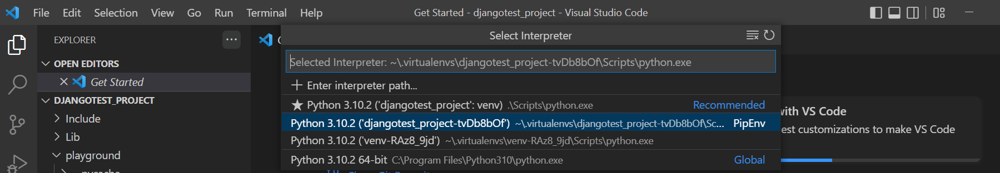 File Edit Selection View Go Run Terminal Help Get Started - djangotest_project - Visual Studio Code
EXPLORER
Select Interpreter
OPEN EDITORS
Selected Interpreter: ~\.virtualenvs\djangotest_project-tvDb8bOf\Scripts\python.exe
Get Started
Enter interpreter path...
DJANGOTEST_PROJECT
Python 3.10.2 ('djangotest_project': venv) .\Scripts\python.exe Recommended
Include
Python 3.10.2 ('djangotest_project-tvDb8bOf') ~\.virtualenvs\djangotest_project-tvDb8bOf\Sc... PipEnv
with VS Code
Lib
Python 3.10.2 ('venv-RAz8_9jd') ~\.virtualenvs\venv-RAz8_9jd\Scripts\python.exe
est customizations to make VS Code
playground
Python 3.10.2 64-bit C:\Program Files\Python310\python.exe Global